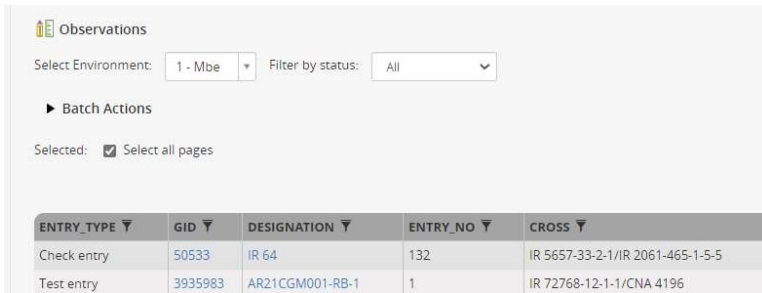 Observations
Select Environment: 1 - Mbe Filter by status: All
Batch Actions
Selected: Select all pages
ENTRY_TYPE GID DESIGNATION ENTRY_NO CROSS
Check entry 50533 IR 64 132 IR 5657-33-2-1/IR 2061-465-1-5-5
Test entry 3935983 AR21CGM001-RB-1 1 IR 72768-12-1-1/CNA 4196